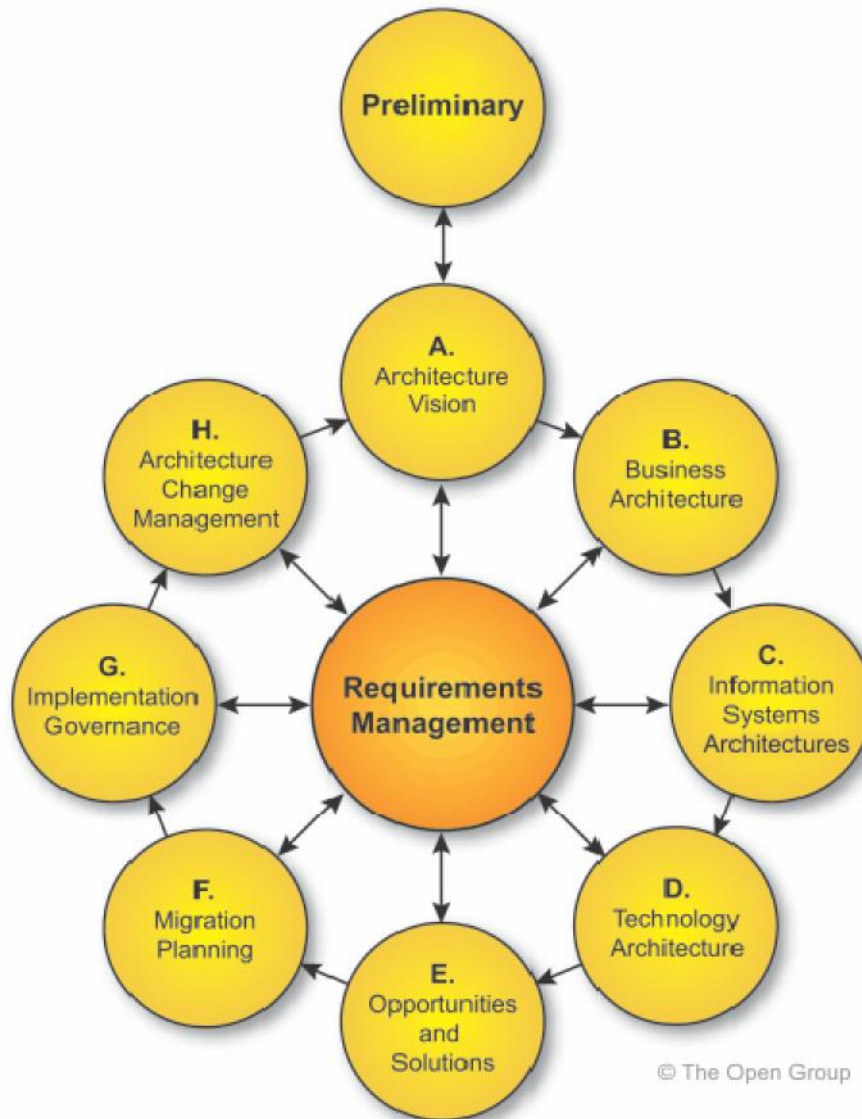 Preliminary
A.
Architecture
Vision
B.
Business
Architecture
C.
Information
Systems
Architectures
D.
Technology
Architecture
E.
Opportunities
and
Solutions
F.
Migration
Planning
G.
Implementation
Governance
H.
Architecture
Change
Management
Requirements
Management
© The Open Group